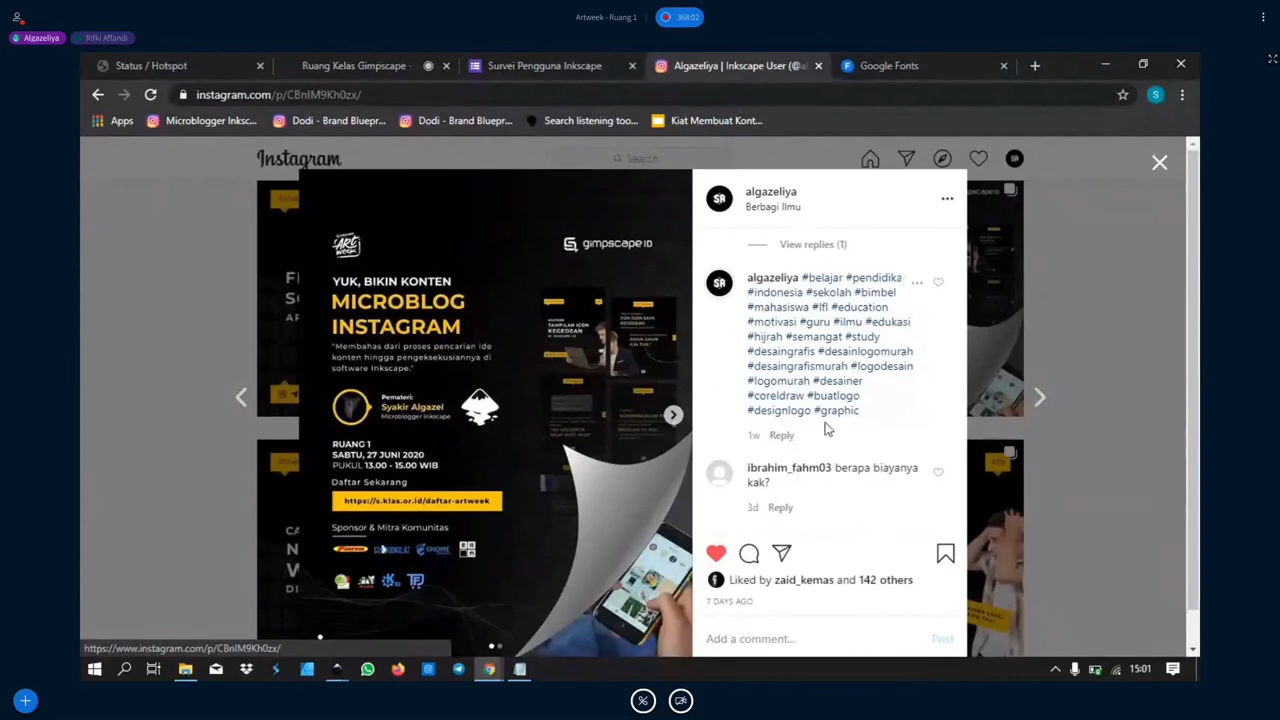 Artweek - Ruang 1
368:02
Algazeliya
Rifki Affandi
Status / Hotspot
Ruang Kelas Gimpscape -
Survei Pengguna Inkscape
Algazeliya | Inkscape User (@al
Google Fonts
instagram.com/p/CBnIM9Kh0zx/
S
Apps
Microblogger Inksc...
Dodi - Brand Bluepr...
Dodi - Brand Bluepr...
Search listening too...
Kiat Membuat Kont...
Instagram
Search
ART WEEK
gimpscape ID
YUK, BIKIN KONTEN
MICROBLOG
INSTAGRAM
"Membahas dari proses pencarian ide
konten hingga pengeksekusiannya di
software Inkscape."
Pemateri:
Syakir Algazel
Microblogger Inkscape
RUANG 1
SABTU, 27 JUNI 2020
PUKUL 13.00 - 15.00 WIB
Daftar Sekarang
https://s.klas.or.id/daftar-artweek
Sponsor & Mitra Komunitas
algazeliya
Berbagi Ilmu
View replies (1)
algazeliya #belajar #pendidika
#indonesia #sekolah #bimbel
#mahasiswa #lfl #education
#motivasi #guru #ilmu #edukasi
#hijrah #semangat #study
#desaingrafis #desainlogomurah
#desaingrafismurah #logodesain
#logomurah #desainer
#coreldraw #buatlogo
#designlogo #graphic
1w Reply
ibrahim_fahm03 berapa biayanya
kak?
3d Reply
Liked by zaid_kemas and 142 others
7 DAYS AGO
Add a comment...
Post
https://www.instagram.com/p/CBnIM9Kh0zx/
15:01